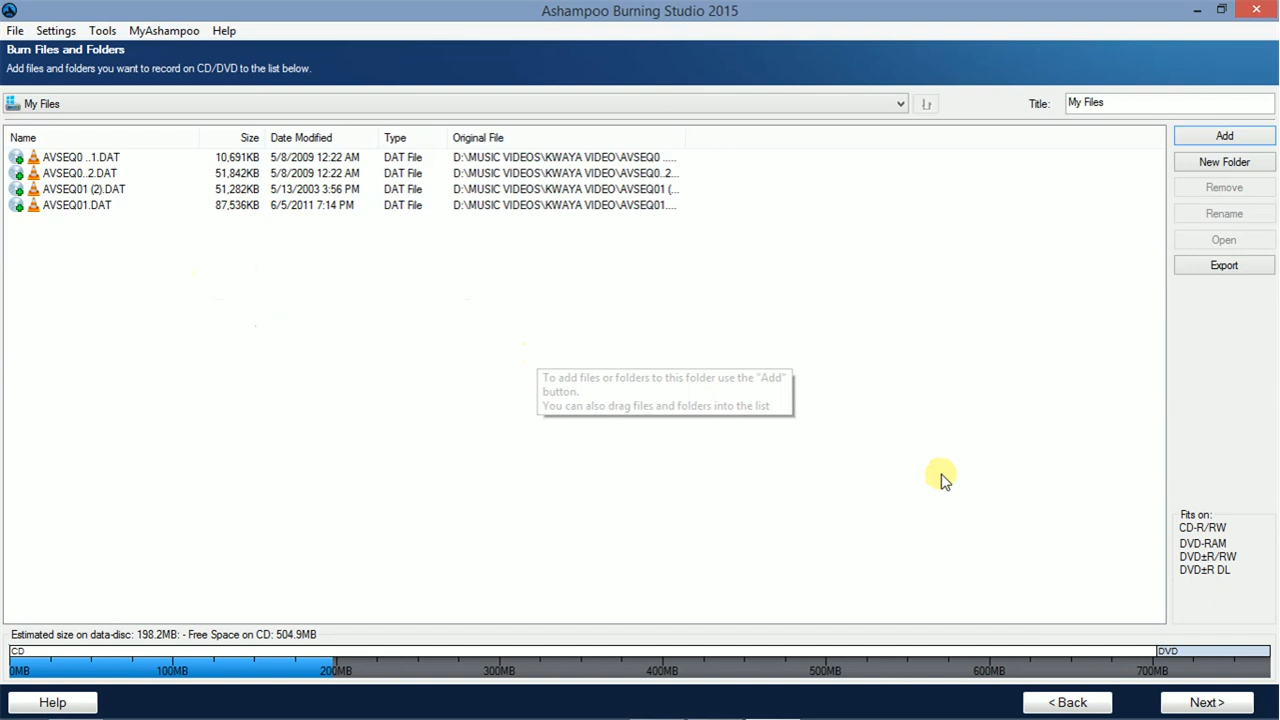 Ashampoo Burning Studio 2015
File Settings Tools MyAshampoo Help
Burn Files and Folders
Add files and folders you want to record on CD/DVD to the list below.
My Files Title: My Files
Name Size Date Modified Type Original File
AVSEQ0 ..1.DAT 10,691KB 5/8/2009 12:22 AM DAT File D:\MUSIC VIDEOS\KWAYA VIDEO\AVSEQ0 .....
AVSEQ0..2.DAT 51,842KB 5/8/2009 12:22 AM DAT File D:\MUSIC VIDEOS\KWAYA VIDEO\AVSEQ0..2...
AVSEQ01 (2).DAT 51,282KB 5/13/2003 3:56 PM DAT File D:\MUSIC VIDEOS\KWAYA VIDEO\AVSEQ01 (...
AVSEQ01.DAT 87,536KB 6/5/2011 7:14 PM DAT File D:\MUSIC VIDEOS\KWAYA VIDEO\AVSEQ01....
Add
New Folder
Remove
Rename
Open
Export
To add files or folders to this folder use the "Add"
button.
You can also drag files and folders into the list
Fits on:
CD-R/RW
DVD-RAM
DVD±R/RW
DVD±R DL
Estimated size on data-disc: 198.2MB: - Free Space on CD: 504.9MB
CD DVD
0MB 100MB 200MB 300MB 400MB 500MB 600MB 700MB
Help < Back Next >